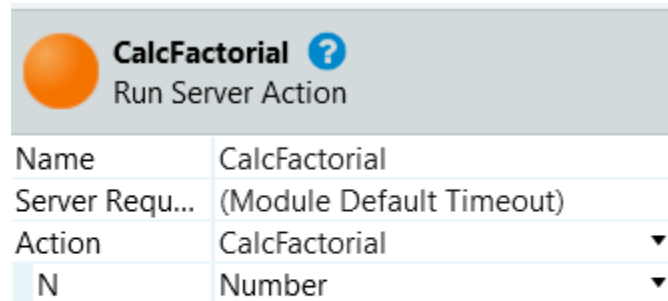 CalcFactorial ?
Run Server Action
Name CalcFactorial
Server Requ... (Module Default Timeout)
Action CalcFactorial
N Number